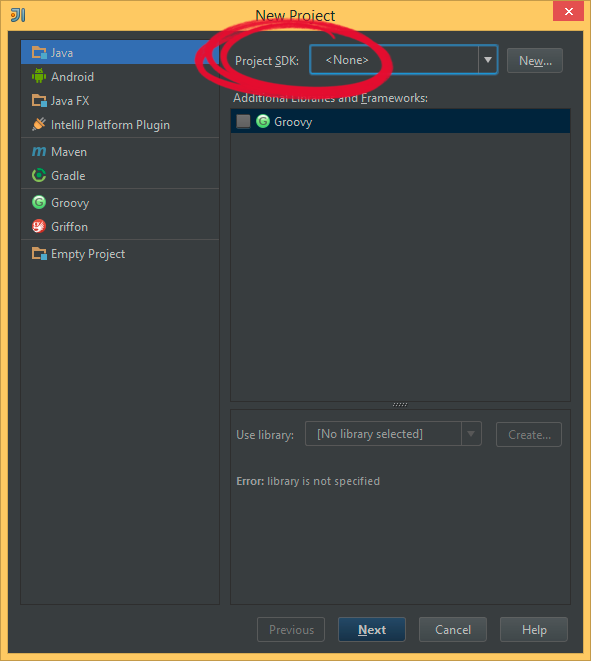 New Project
Java
Android
Java FX
IntelliJ Platform Plugin
Maven
Gradle
Groovy
Griffon
Empty Project
Project SDK: <None> New...
Additional Libraries and Frameworks:
Groovy
Use library: [No library selected] Create...
Error: library is not specified
Previous Next Cancel Help